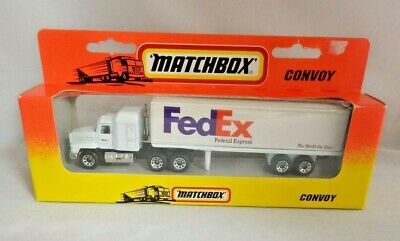 MATCHBOX
CONVOY
FedEx
Federal Express
The World On Time
MATCHBOX
CONVOY